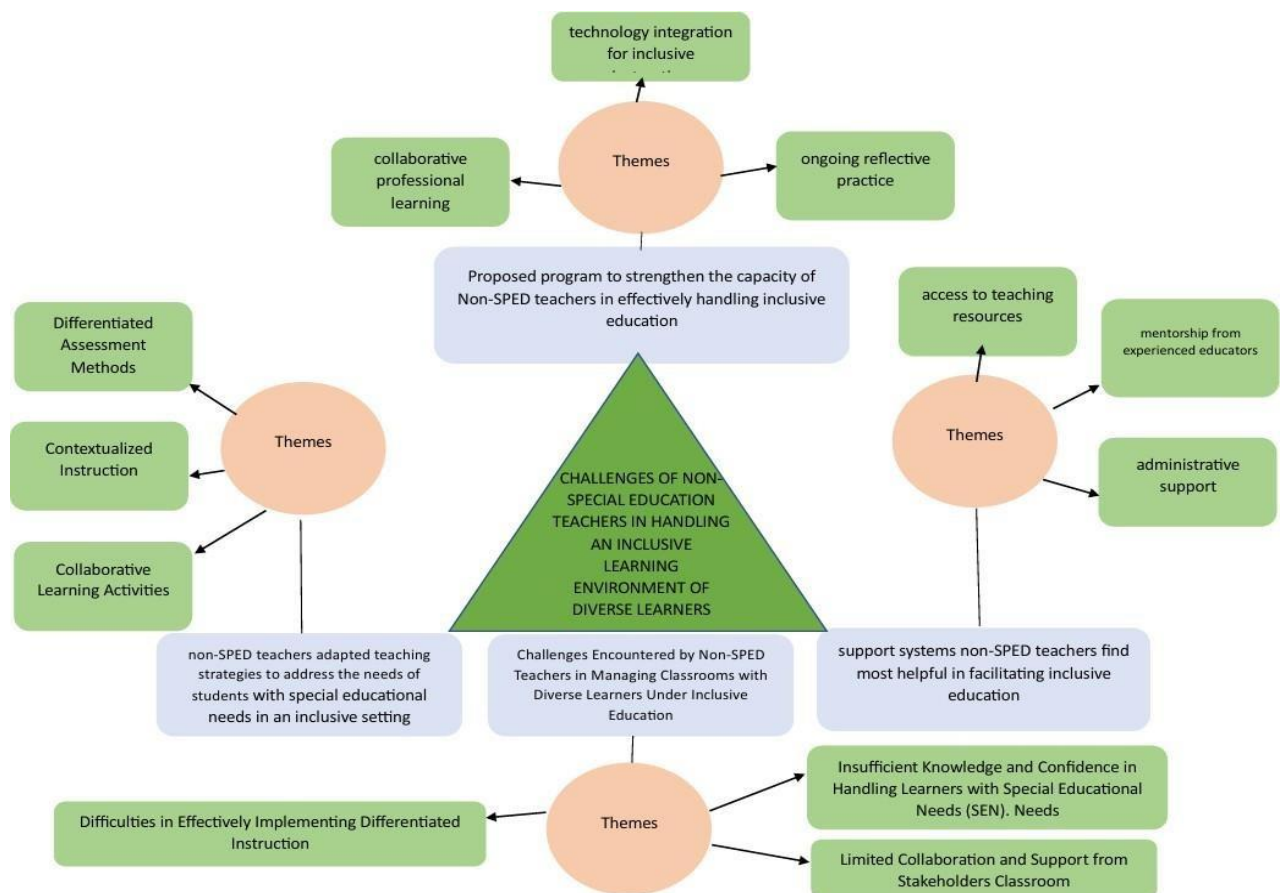 technology integration
for inclusive
Themes
collaborative
professional
learning
ongoing reflective
practice
Proposed program to strengthen the capacity of
Non-SPED teachers in effectively handling inclusive
education
access to teaching
resources
mentorship from
experienced educators
Themes
administrative
support
Differentiated
Assessment
Methods
Themes
Contextualized
Instruction
Collaborative
Learning Activities
CHALLENGES OF NON-
SPECIAL EDUCATION
TEACHERS IN HANDLING
AN INCLUSIVE
LEARNING
ENVIRONMENT OF
DIVERSE LEARNERS
non-SPED teachers adapted teaching
strategies to address the needs of
students with special educational
needs in an inclusive setting
Challenges Encountered by Non-SPED
Teachers in Managing Classrooms with
Diverse Learners Under Inclusive
Education
support systems non-SPED teachers find
most helpful in facilitating inclusive
education
Themes
Difficulties in Effectively Implementing Differentiated
Instruction
Insufficient Knowledge and Confidence in
Handling Learners with Special Educational
Needs (SEN). Needs
Limited Collaboration and Support from
Stakeholders Classroom